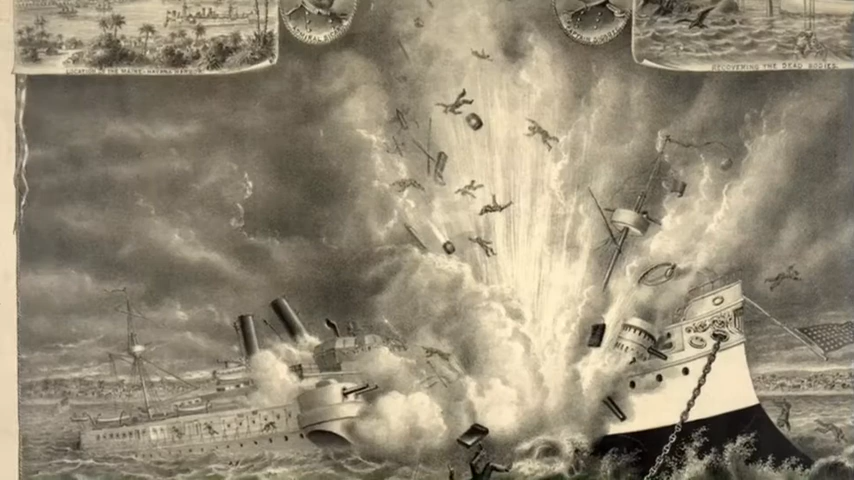 LOCATION OF THE MAINE: HAVANA HARBOR.
RECOVERING THE DEAD BODIES.